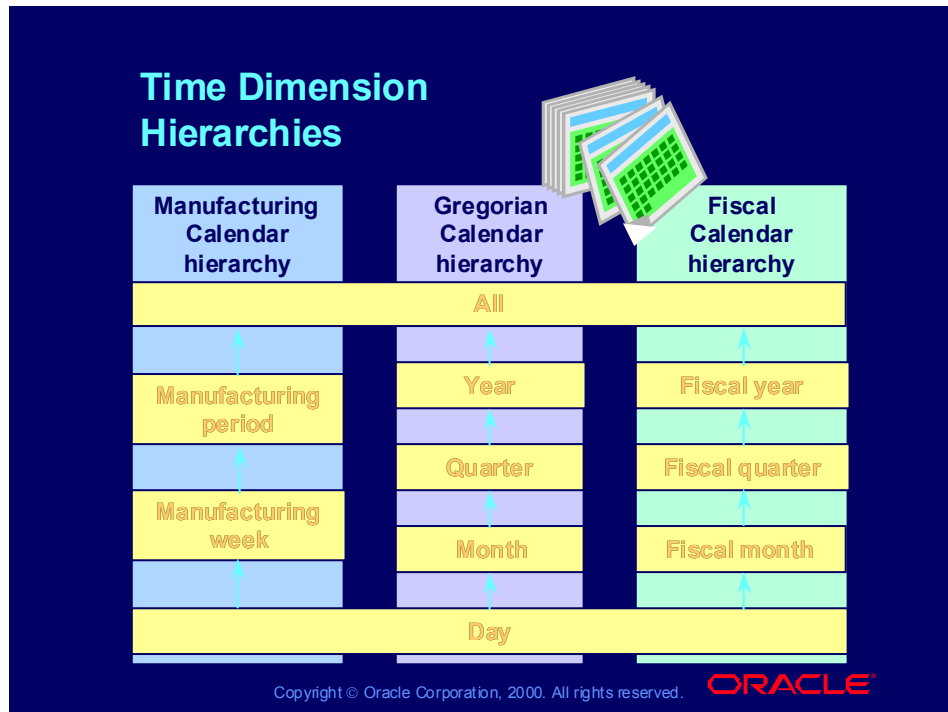 Time Dimension
Hierarchies
Manufacturing
Calendar
hierarchy
Gregorian
Calendar
hierarchy
Fiscal
Calendar
hierarchy
All
Manufacturing
period
Year
Fiscal year
Quarter
Fiscal quarter
Manufacturing
week
Month
Fiscal month
Day
Copyright © Oracle Corporation, 2000. All rights reserved.
ORACLE®